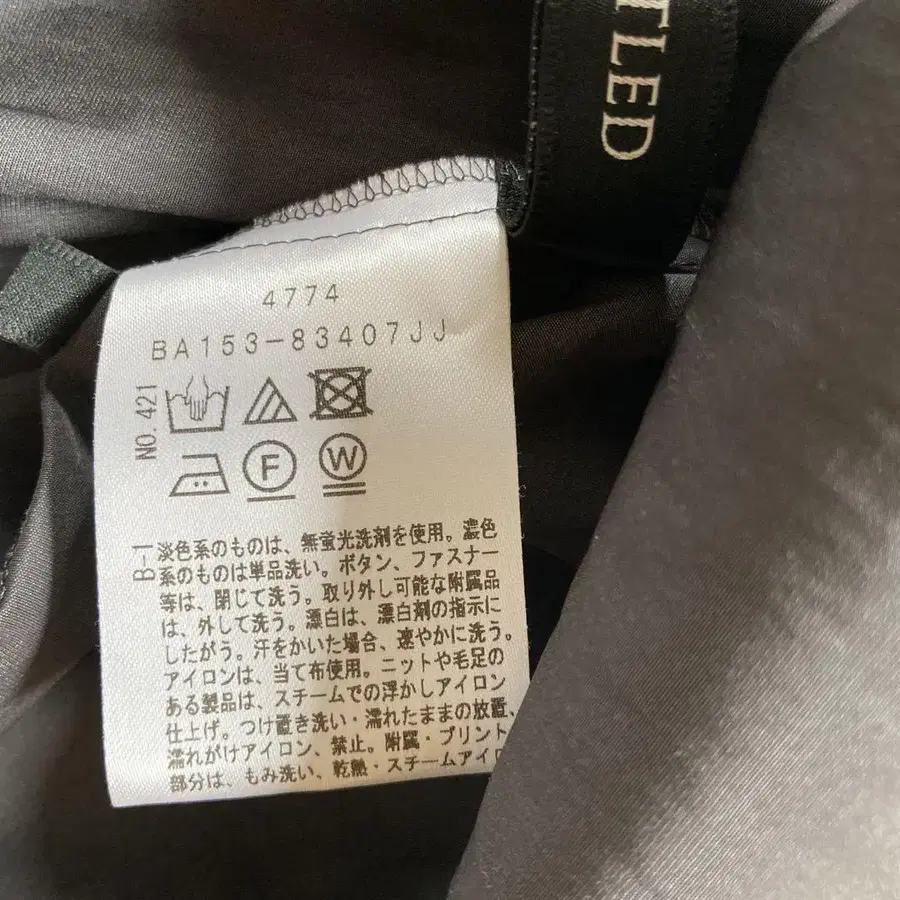 TLED
4774
BA153-83407JJ
NO.421
F
W
B-1
淡色系のものは、無蛍光洗剤を使用。濃色
系のものは単品洗い。ボタン、ファスナー
等は、閉じて洗う。取り外し可能な附属品
は、外して洗う。漂白は、漂白剤の指示に
したがう。汗をかいた場合、速やかに洗う。
アイロンは、当て布使用。ニットや毛足の
ある製品は、スチームでの浮かしアイロン
仕上げ。つけ置き洗い・濡れたままの放置、
濡れがけアイロン、禁止。附属・プリント
部分は、もみ洗い、乾熱・スチームアイロ